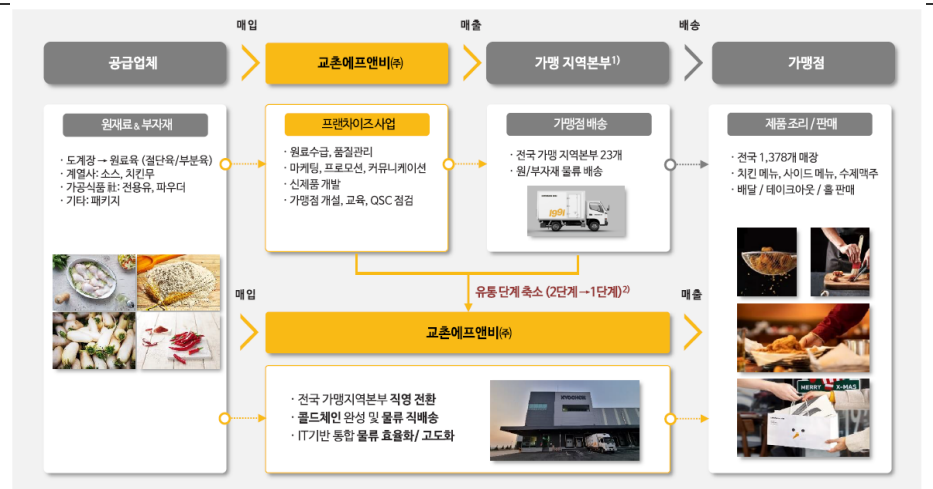 매입
매출
배송
공급업체
교촌에프앤비㈜
가맹 지역본부1)
가맹점
원재료 & 부자재
프랜차이즈 사업
가맹점 배송
제품 조리 / 판매
· 도계장 → 원료육 (절단육/부분육)
· 계열사: 소스, 치킨무
· 가공식품 社: 전용유, 파우더
· 기타: 패키지
· 원료수급, 품질관리
· 마케팅, 프로모션, 커뮤니케이션
· 신제품 개발
· 가맹점 개설, 교육, QSC 점검
· 전국 가맹 지역본부 23개
· 원/부자재 물류 배송
1991
· 전국 1,378개 매장
· 치킨 메뉴, 사이드 메뉴, 수제맥주
· 배달 / 테이크아웃 / 홀 판매
유통 단계 축소 (2단계→1단계)2)
매입
매출
교촌에프앤비㈜
· 전국 가맹지역본부 직영 전환
· 콜드체인 완성 및 물류 직배송
· IT기반 통합 물류 효율화/ 고도화
KYOCHON
MERRY X-MAS